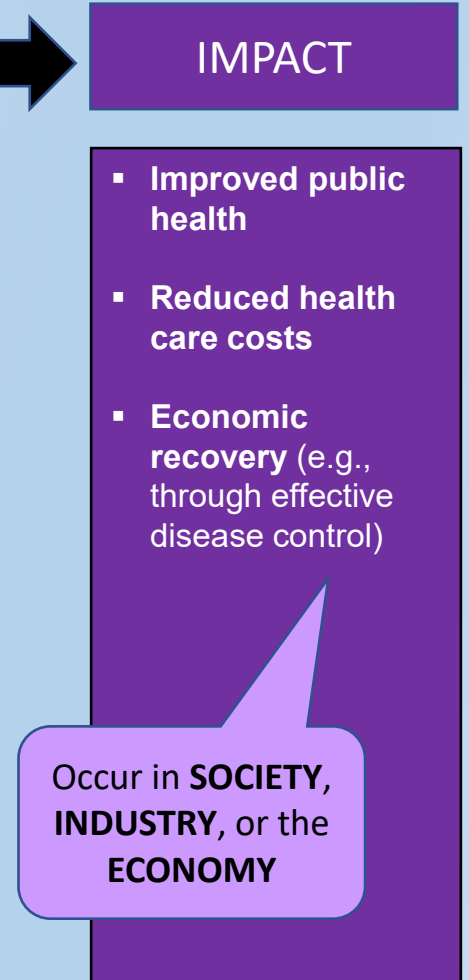 IMPACT
▪ Improved public
health
▪ Reduced health
care costs
▪ Economic
recovery (e.g.,
through effective
disease control)
Occur in SOCIETY,
INDUSTRY, or the
ECONOMY